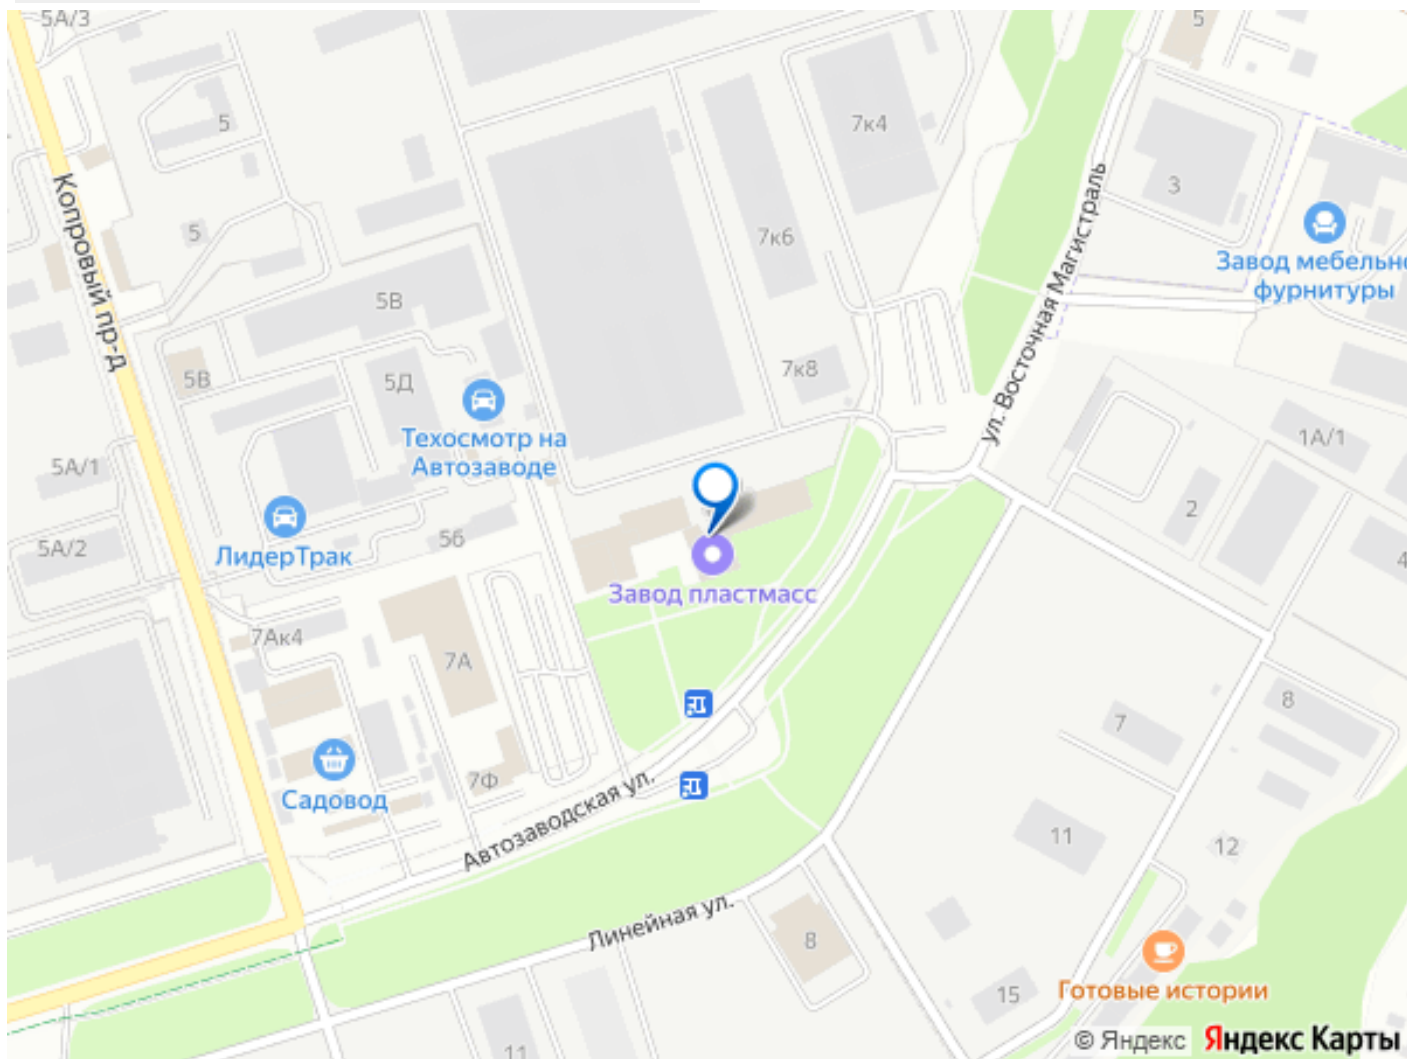 5А/3
5
5
7к4
3
Копровый пр-д
ул. Восточная Магистраль
5
7к6
Завод мебельно
фурнитуры
5В
5В
5Д
7к8
Техосмотр на
Автозаводе
1А/1
5А/1
2
ЛидерТрак
5б
5А/2
4
Завод пластмасс
7Ак4
7А
8
7
7Ф
Садовод
Автозаводская ул.
11
12
Линейная ул.
8
Готовые истории
15
11
© Яндекс Яндекс Карты